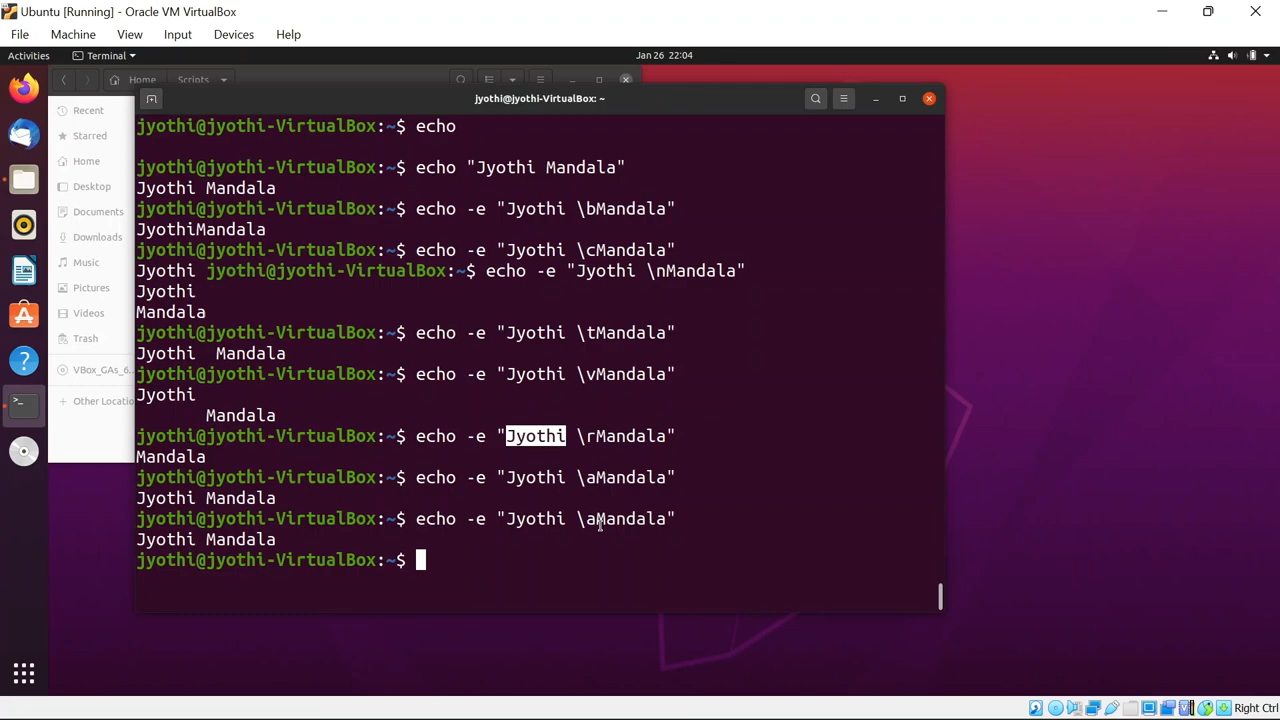 Ubuntu [Running] - Oracle VM VirtualBox
File Machine View Input Devices Help
Activities Terminal Jan 26 22:04
Home Scripts
Recent
Starred
Home
Desktop
Documents
Downloads
Music
Pictures
Videos
Trash
VBox_GAs_6...
Other Locatio
jyothi@jyothi-VirtualBox: ~
jyothi@jyothi-VirtualBox:~$ echo
jyothi@jyothi-VirtualBox:~$ echo "Jyothi Mandala"
Jyothi Mandala
jyothi@jyothi-VirtualBox:~$ echo -e "Jyothi \bMandala"
JyothiMandala
jyothi@jyothi-VirtualBox:~$ echo -e "Jyothi \cMandala"
Jyothi jyothi@jyothi-VirtualBox:~$ echo -e "Jyothi \nMandala"
Jyothi
Mandala
jyothi@jyothi-VirtualBox:~$ echo -e "Jyothi \tMandala"
Jyothi  Mandala
jyothi@jyothi-VirtualBox:~$ echo -e "Jyothi \vMandala"
Jyothi
       Mandala
jyothi@jyothi-VirtualBox:~$ echo -e "Jyothi \rMandala"
Mandala
jyothi@jyothi-VirtualBox:~$ echo -e "Jyothi \aMandala"
Jyothi Mandala
jyothi@jyothi-VirtualBox:~$ echo -e "Jyothi \aMandala"
Jyothi Mandala
jyothi@jyothi-VirtualBox:~$
Right Ctrl